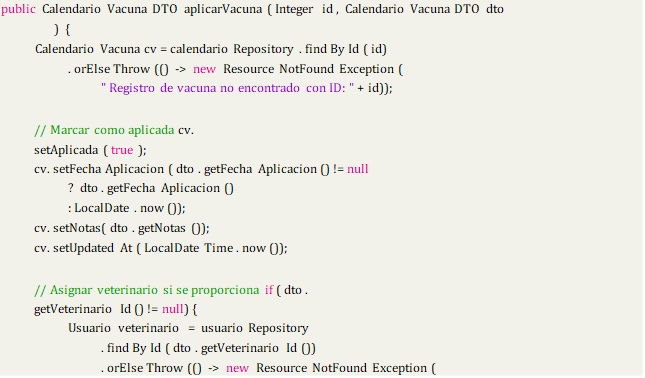 public Calendario Vacuna DTO aplicarVacuna ( Integer id , Calendario Vacuna DTO dto
) {
Calendario Vacuna cv = calendario Repository . find By Id ( id)
. orElse Throw (() -> new Resource NotFound Exception (
" Registro de vacuna no encontrado con ID: " + id));
// Marcar como aplicada cv.
setAplicada ( true );
cv. setFecha Aplicacion ( dto . getFecha Aplicacion () != null
? dto . getFecha Aplicacion ()
: LocalDate . now ());
cv. setNotas( dto . getNotas ());
cv. setUpdated At ( LocalDate Time . now ());
// Asignar veterinario si se proporciona if ( dto .
getVeterinario Id () != null) {
Usuario veterinario = usuario Repository
. find By Id ( dto . getVeterinario Id ())
. orElse Throw (() -> new Resource NotFound Exception (